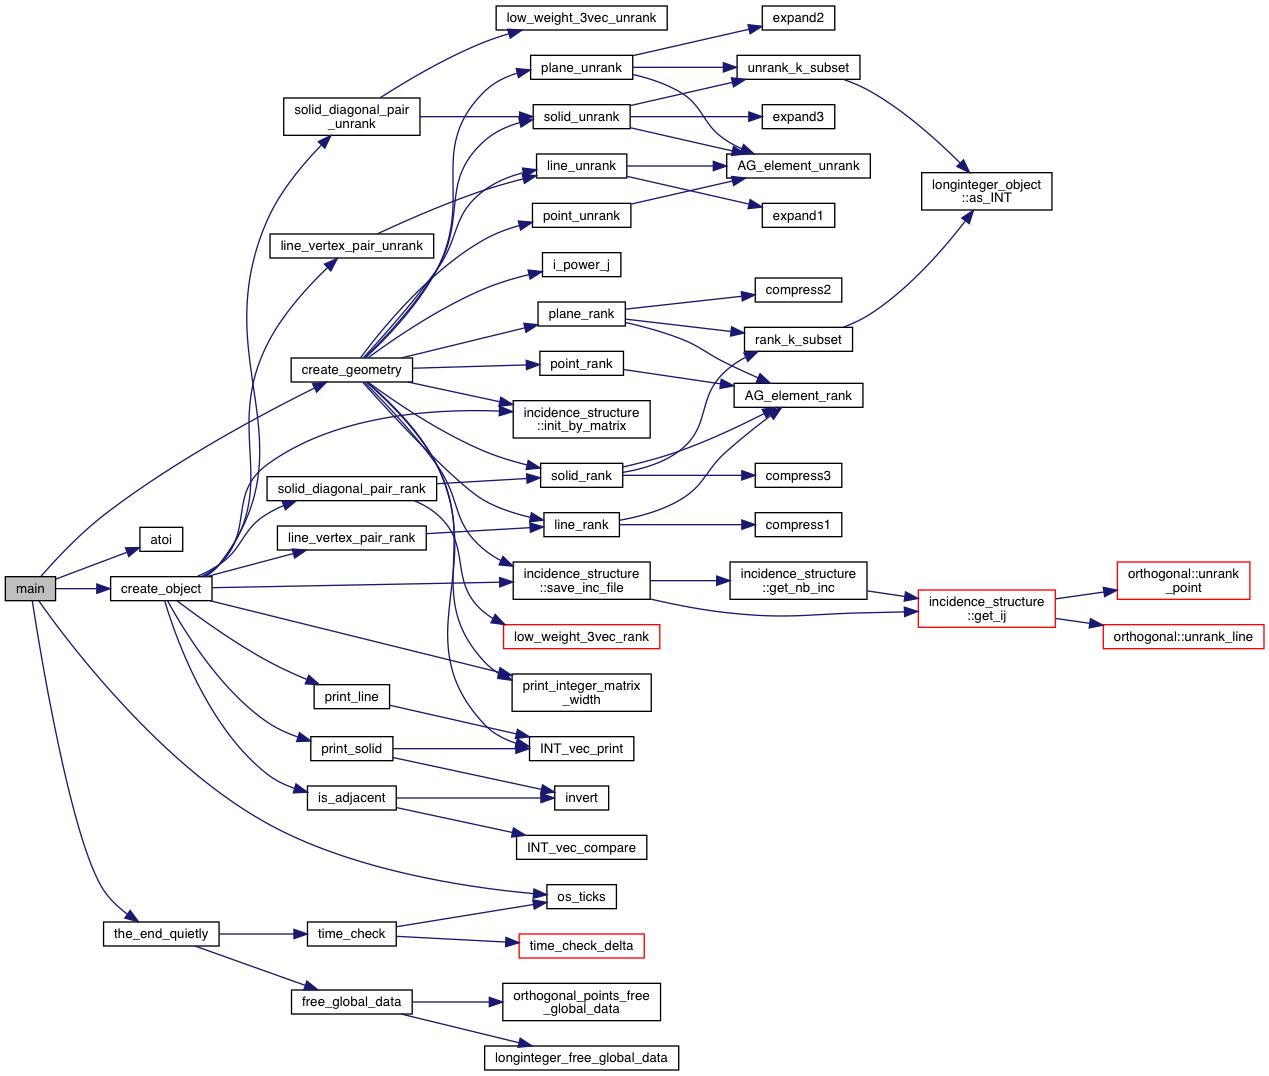 low_weight_3vec_unrank
expand2
plane_unrank
unrank_k_subset
solid_diagonal_pair
_unrank
solid_unrank
expand3
line_unrank
AG_element_unrank
longinteger_object
::as_INT
point_unrank
expand1
line_vertex_pair_unrank
i_power_j
compress2
plane_rank
rank_k_subset
create_geometry
point_rank
AG_element_rank
incidence_structure
::init_by_matrix
solid_diagonal_pair_rank
solid_rank
compress3
line_rank
compress1
line_vertex_pair_rank
atoi
main
create_object
incidence_structure
::save_inc_file
incidence_structure
::get_nb_inc
incidence_structure
::get_ij
orthogonal::unrank
_point
orthogonal::unrank_line
low_weight_3vec_rank
print_line
print_integer_matrix
_width
print_solid
INT_vec_print
is_adjacent
invert
INT_vec_compare
os_ticks
the_end_quietly
time_check
time_check_delta
free_global_data
orthogonal_points_free
_global_data
longinteger_free_global_data